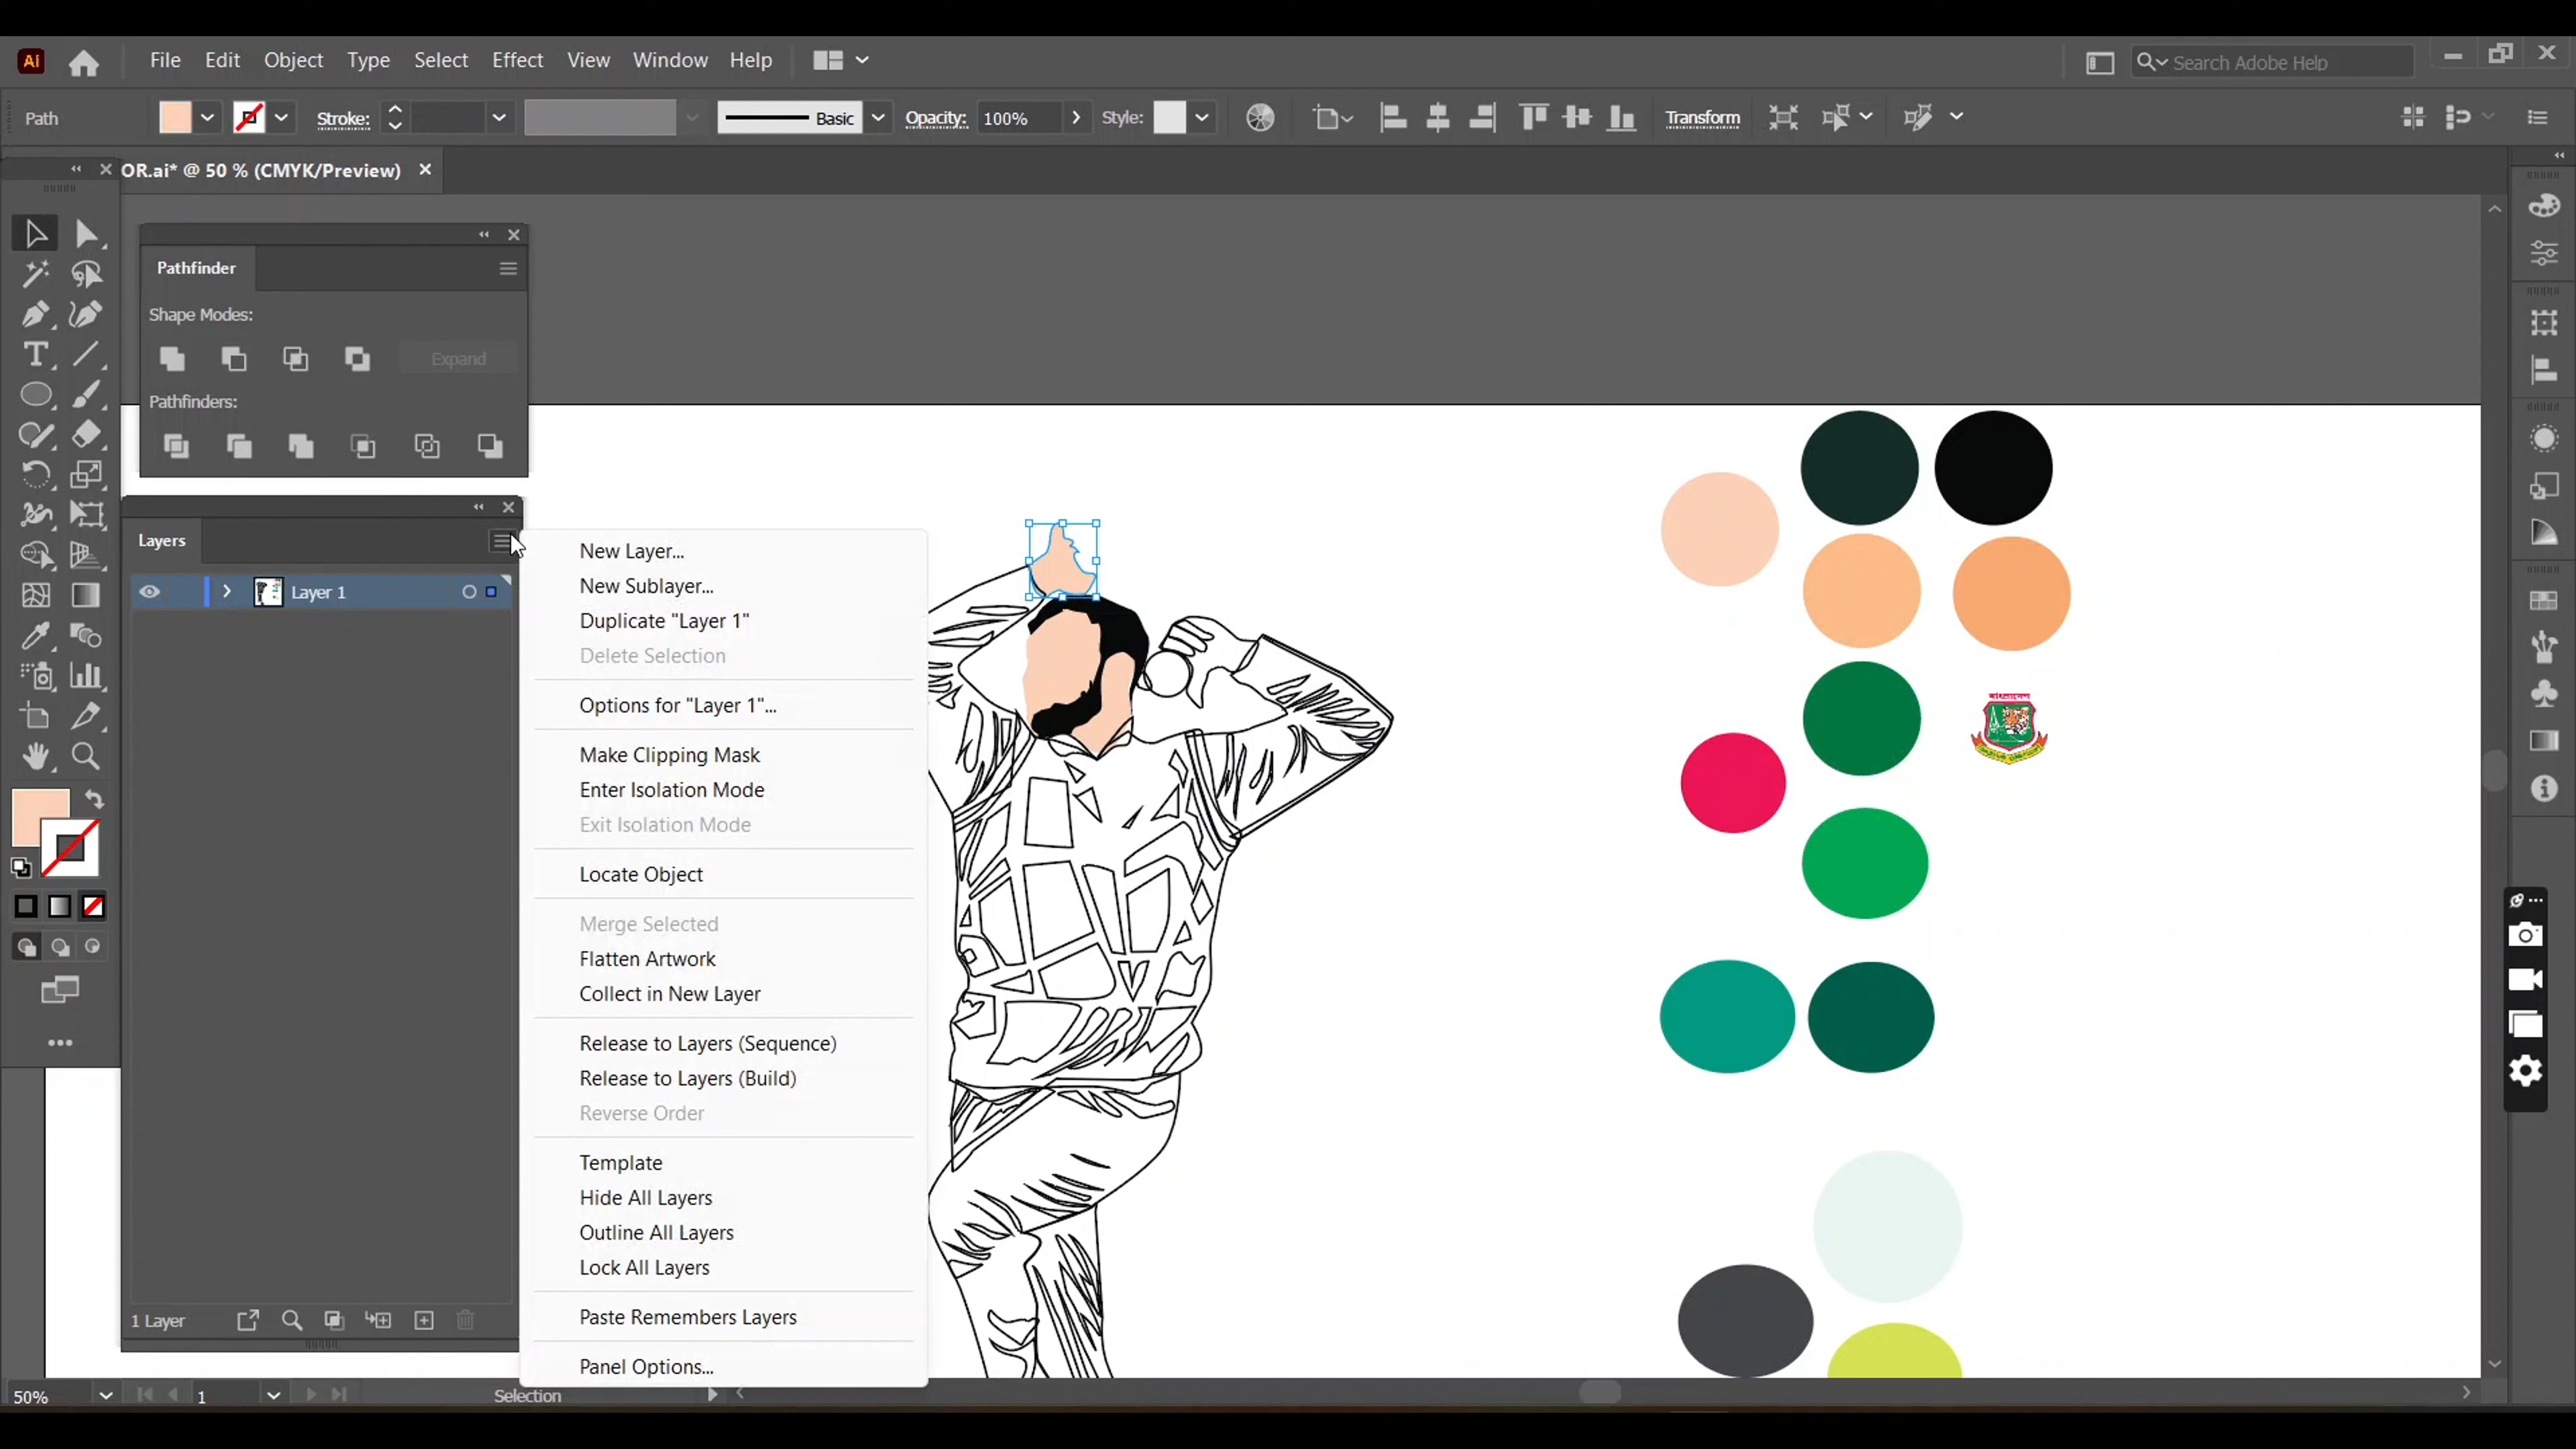 Ai
File Edit Object Type Select Effect View Window Help
Search Adobe Help
Path
Stroke:
Basic
Opacity: 100%
Style:
Transform
OR.ai* @ 50 % (CMYK/Preview)
Pathfinder
Shape Modes:
Expand
Pathfinders:
Layers
Layer 1
New Layer...
New Sublayer...
Duplicate "Layer 1"
Delete Selection
Options for "Layer 1"...
Make Clipping Mask
Enter Isolation Mode
Exit Isolation Mode
Locate Object
Merge Selected
Flatten Artwork
Collect in New Layer
Release to Layers (Sequence)
Release to Layers (Build)
Reverse Order
Template
Hide All Layers
Outline All Layers
Lock All Layers
Paste Remembers Layers
Panel Options...
বাংলাদেশ
1 Layer
50%
1
Selection